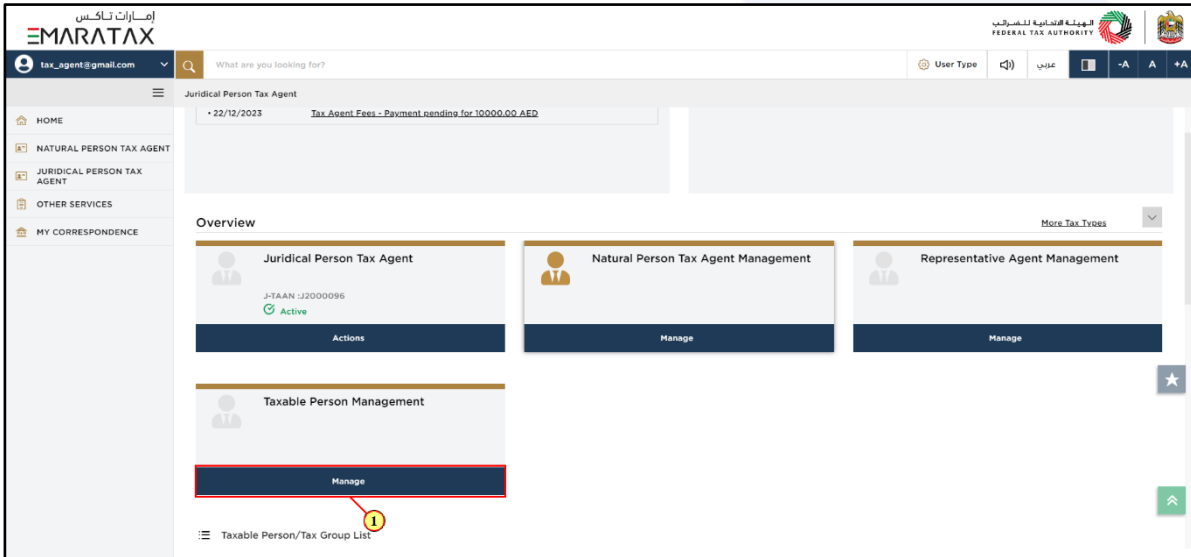 إمـــارات تـاكــس
EMARATAX
الهيئة الاتحادية للضرائب
FEDERAL TAX AUTHORITY
tax_agent@gmail.com
What are you looking for?
User Type
عربي
-A
A
+A
Juridical Person Tax Agent
HOME
NATURAL PERSON TAX AGENT
JURIDICAL PERSON TAX AGENT
OTHER SERVICES
MY CORRESPONDENCE
• 22/12/2023 Tax Agent Fees - Payment pending for 10000.00 AED
Overview
More Tax Types
Juridical Person Tax Agent
J-TAAN :J2000096
Active
Actions
Natural Person Tax Agent Management
Manage
Representative Agent Management
Manage
Taxable Person Management
Manage
1
Taxable Person/Tax Group List